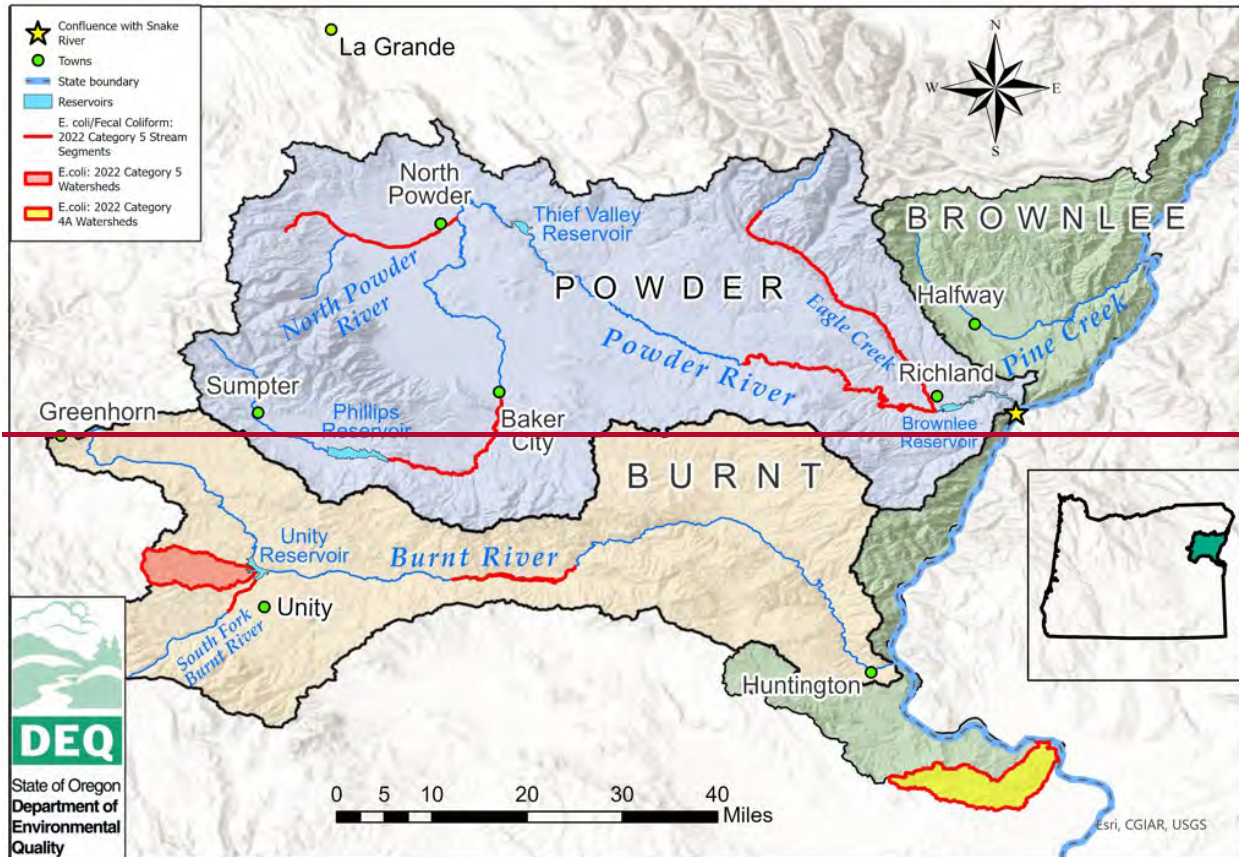 Confluence with Snake
River
Towns
State boundary
Reservoirs
E. coli/Fecal Coliform:
2022 Category 5 Stream
Segments
E.coli: 2022 Category 5
Watersheds
E.coli: 2022 Category
4A Watersheds
La Grande
N
W
E
S
North
Powder
Thief Valley
Reservoir
BROWNLEE
POWDER
North Powder
River
Eagle Creek
Halfway
Pine Creek
Powder River
Richland
Sumpter
Greenhorn
Phillips
Reservoir
Baker
City
Brownlee
Reservoir
BURNT
Unity
Reservoir
Burnt River
Unity
South Fork
Burnt River
Huntington
DEQ
State of Oregon
Department of
Environmental
Quality
0 5 10 20 30 40
Miles
Esri, CGIAR, USGS